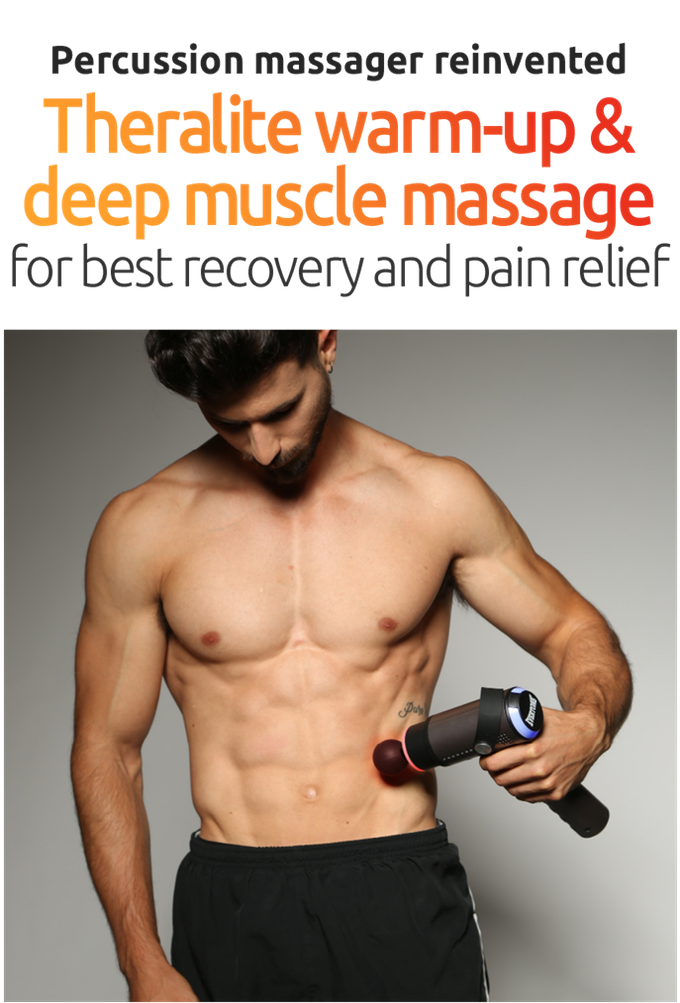 Percussion massager reinvented
Theralite warm-up &
deep muscle massage
for best recovery and pain relief